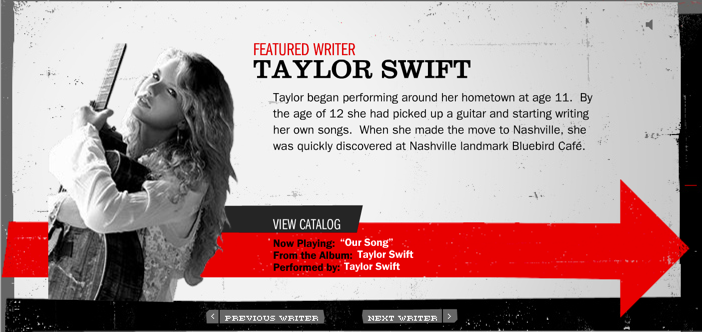 FEATURED WRITER
TAYLOR SWIFT
Taylor began performing around her hometown at age 11. By
the age of 12 she had picked up a guitar and starting writing
her own songs. When she made the move to Nashville, she
was quickly discovered at Nashville landmark Bluebird Café.
VIEW CATALOG
Now Playing: “Our Song”
From the Album: Taylor Swift
Performed by: Taylor Swift
< PREVIOUS WRITER NEXT WRITER >